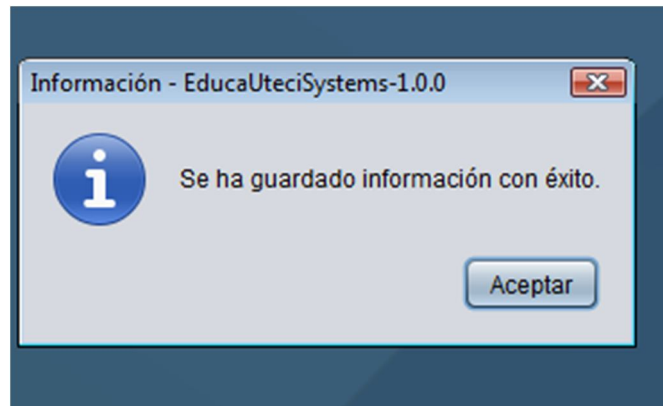 Información - EducaUteciSystems-1.0.0
Se ha guardado información con éxito.
Aceptar